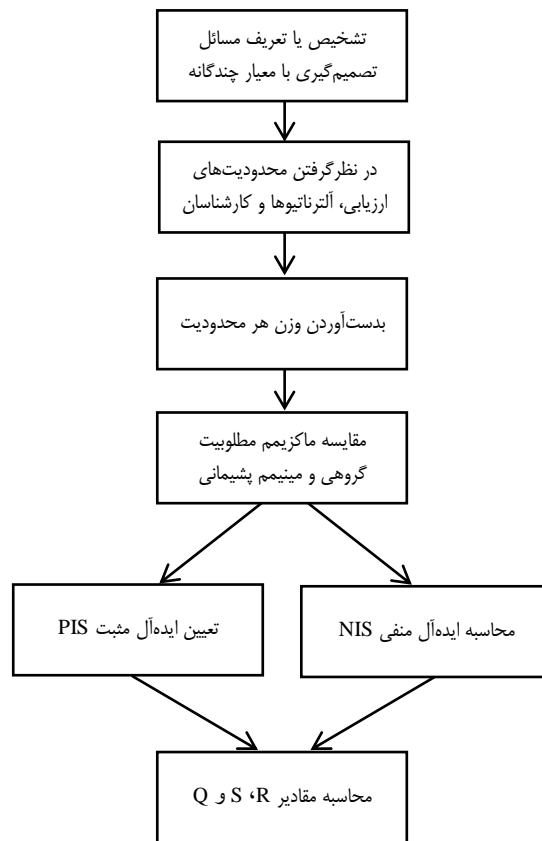 تشخیص یا تعریف مسائل
تصمیم‌گیری با معیار چندگانه
در نظرگرفتن محدودیت‌های
ارزیابی، آلترناتیوها و کارشناسان
بدست‌آوردن وزن هر محدودیت
مقایسه ماکزیمم مطلوبیت
گروهی و مینیمم پشیمانی
محاسبه ایده‌آل منفی NIS
تعیین ایده‌آل مثبت PIS
محاسبه مقادیر S ،R و Q